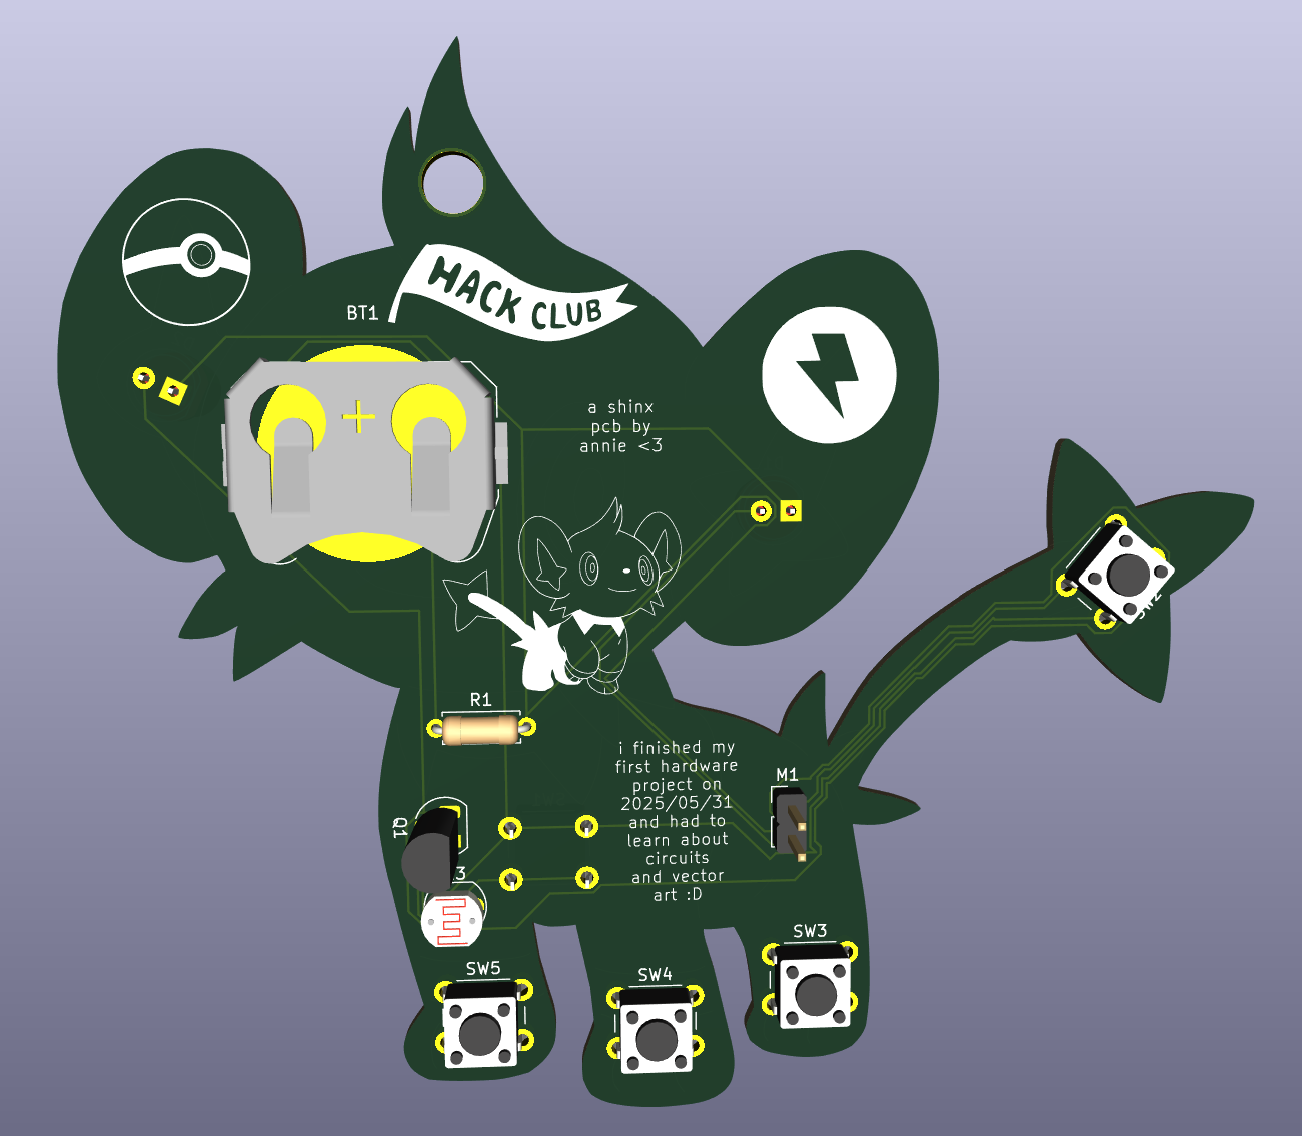 HACK CLUB
BT1
+
a shinx
pcb by
annie <3
R1
i finished my
first hardware
project on
2025/05/31
and had to
learn about
circuits
and vector
art :D
M1
Q1
SW2
SW3
SW5
SW4